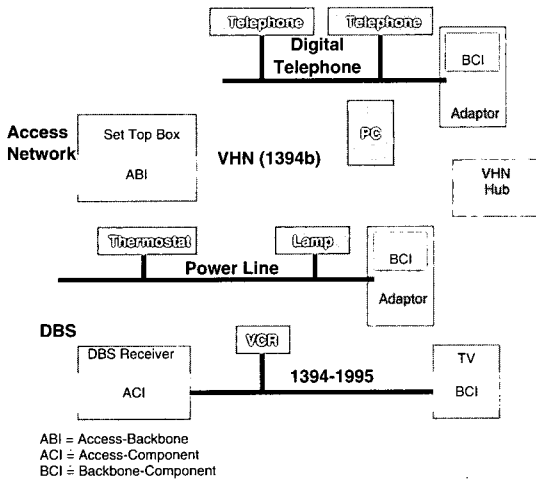 Telephone
Telephone
Digital
Telephone
BCI
Adaptor
Access
Network
Set Top Box
ABI
VHN (1394b)
PC
VHN
Hub
Thermostat
Lamp
Power Line
BCI
Adaptor
DBS
DBS Receiver
ACI
VCR
1394-1995
TV
BCI
ABI = Access-Backbone
ACI = Access-Component
BCI = Backbone-Component